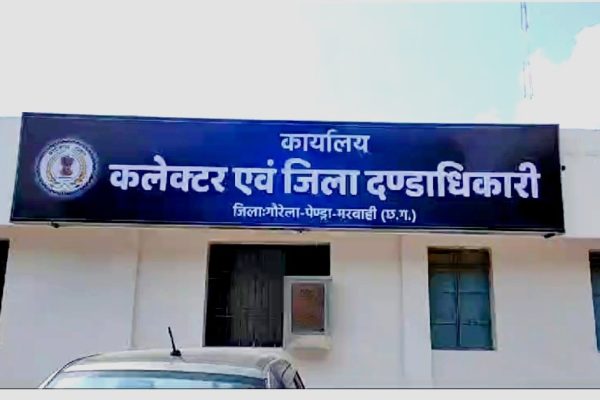 कार्यालय
कलेक्टर एवं जिला दण्डाधिकारी
जिला:गौरेला-पेण्ड्रा-मरवाही (छ.ग.)